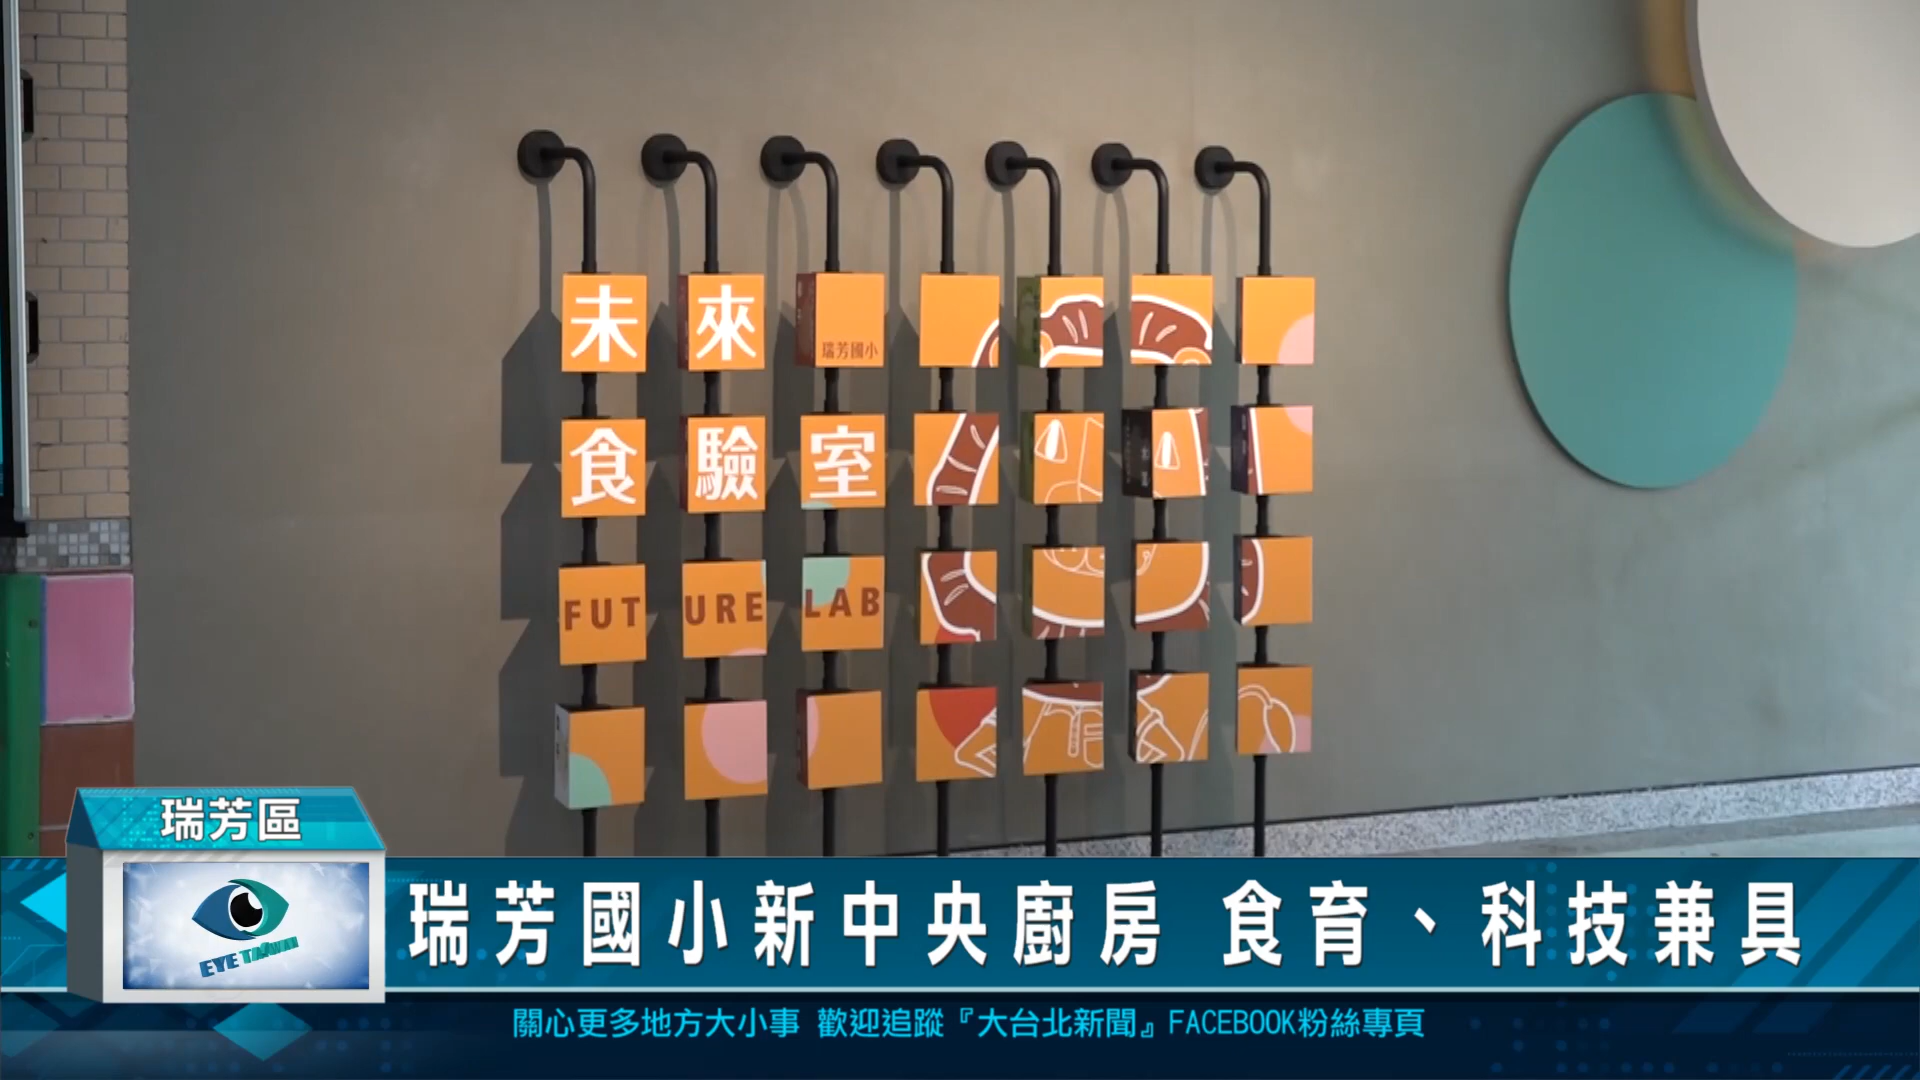 未來
瑞芳國小
食驗室
FUTURE LAB
瑞芳區
EYE TAIWAN
瑞芳國小新中央廚房 食育、科技兼具
關心更多地方大小事 歡迎追蹤『大台北新聞』FACEBOOK粉絲專頁